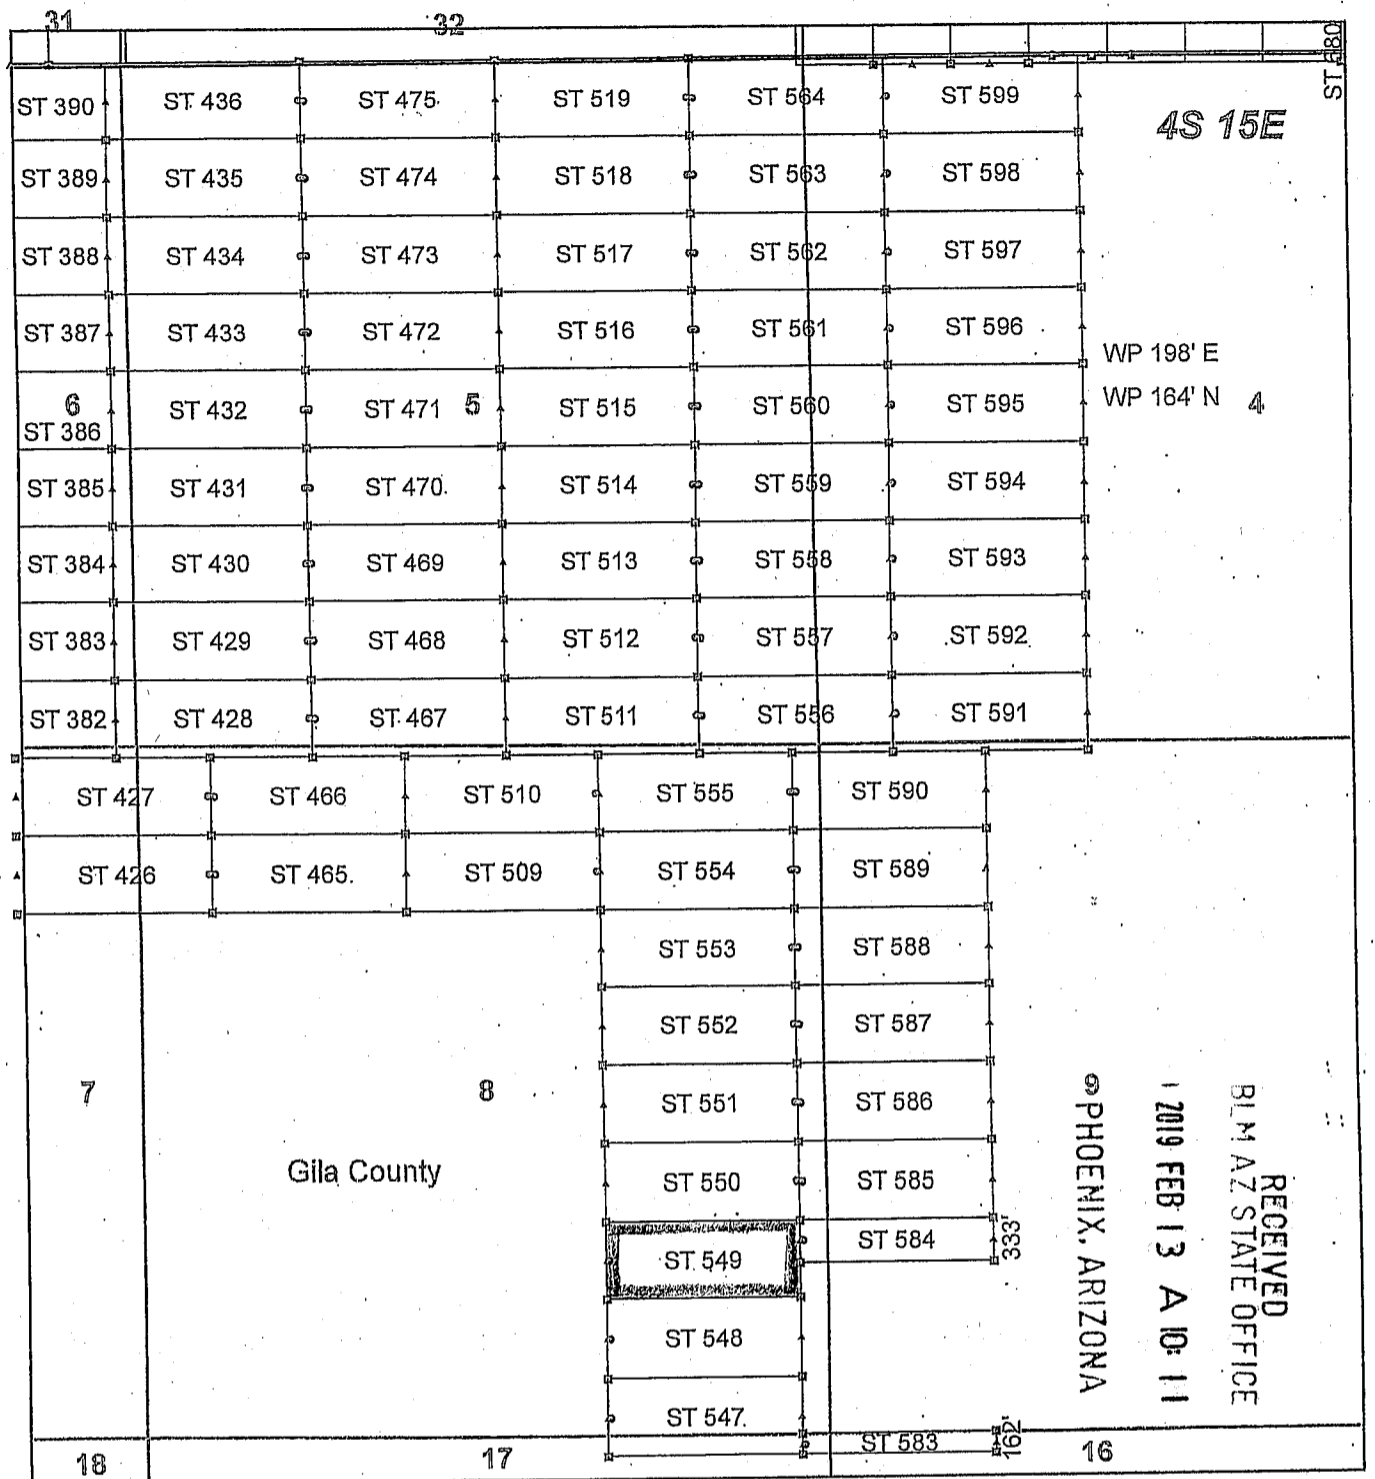 31 32
ST 680
ST 390 ST 436 ST 475 ST 519 ST 564 ST 599
4S 15E
ST 389 ST 435 ST 474 ST 518 ST 563 ST 598
ST 388 ST 434 ST 473 ST 517 ST 562 ST 597
ST 387 ST 433 ST 472 ST 516 ST 561 ST 596
WP 198' E
6 ST 432 ST 471 5 ST 515 ST 560 ST 595 WP 164' N 4
ST 386
ST 385 ST 431 ST 470 ST 514 ST 559 ST 594
ST 384 ST 430 ST 469 ST 513 ST 558 ST 593
ST 383 ST 429 ST 468 ST 512 ST 557 ST 592
ST 382 ST 428 ST 467 ST 511 ST 556 ST 591
ST 427 ST 466 ST 510 ST 555 ST 590
ST 426 ST 465 ST 509 ST 554 ST 589
ST 553 ST 588
ST 552 ST 587
7 8 ST 551 ST 586
Gila County ST 550 ST 585
ST 584 333'
ST 549
ST 548
ST 547
ST 583 162'
18 17 16
9
RECEIVED
BLM AZ STATE OFFICE
2019 FEB 13 A 10: 11
PHOENIX, ARIZONA